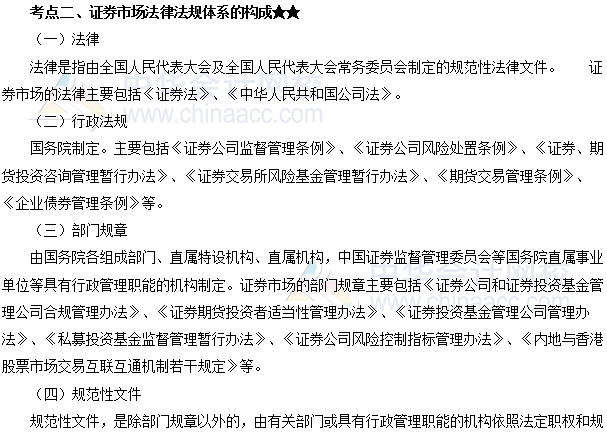 考点二、证券市场法律法规体系的构成★★
（一）法律
法律是指由全国人民代表大会及全国人民代表大会常务委员会制定的规范性法律文件。 证
券市场的法律主要包括《证券法》、《中华人民共和国公司法》。
（二）行政法规
国务院制定。主要包括《证券公司监督管理条例》、《证券公司风险处置条例》、《证券、期
货投资咨询管理暂行办法》、《证券交易所风险基金管理暂行办法》、《期货交易管理条例》、
《企业债券管理条例》等。
（三）部门规章
由国务院各组成部门、直属特设机构、直属机构，中国证券监督管理委员会等国务院直属事业
单位等具有行政管理职能的机构制定。证券市场的部门规章主要包括《证券公司和证券投资基金管
理公司合规管理办法》、《证券期货投资者适当性管理办法》、《证券投资基金管理公司管理办
法》、《私募投资基金监督管理暂行办法》、《证券公司风险控制指标管理办法》、《内地与香港
股票市场交易互联互通机制若干规定》等。
（四）规范性文件
规范性文件，是除部门规章以外的，由有关部门或具有行政管理职能的机构依照法定职权和规
中华会计网校
www.chinaacc.com
中华会计网校
www.chinaacc.com